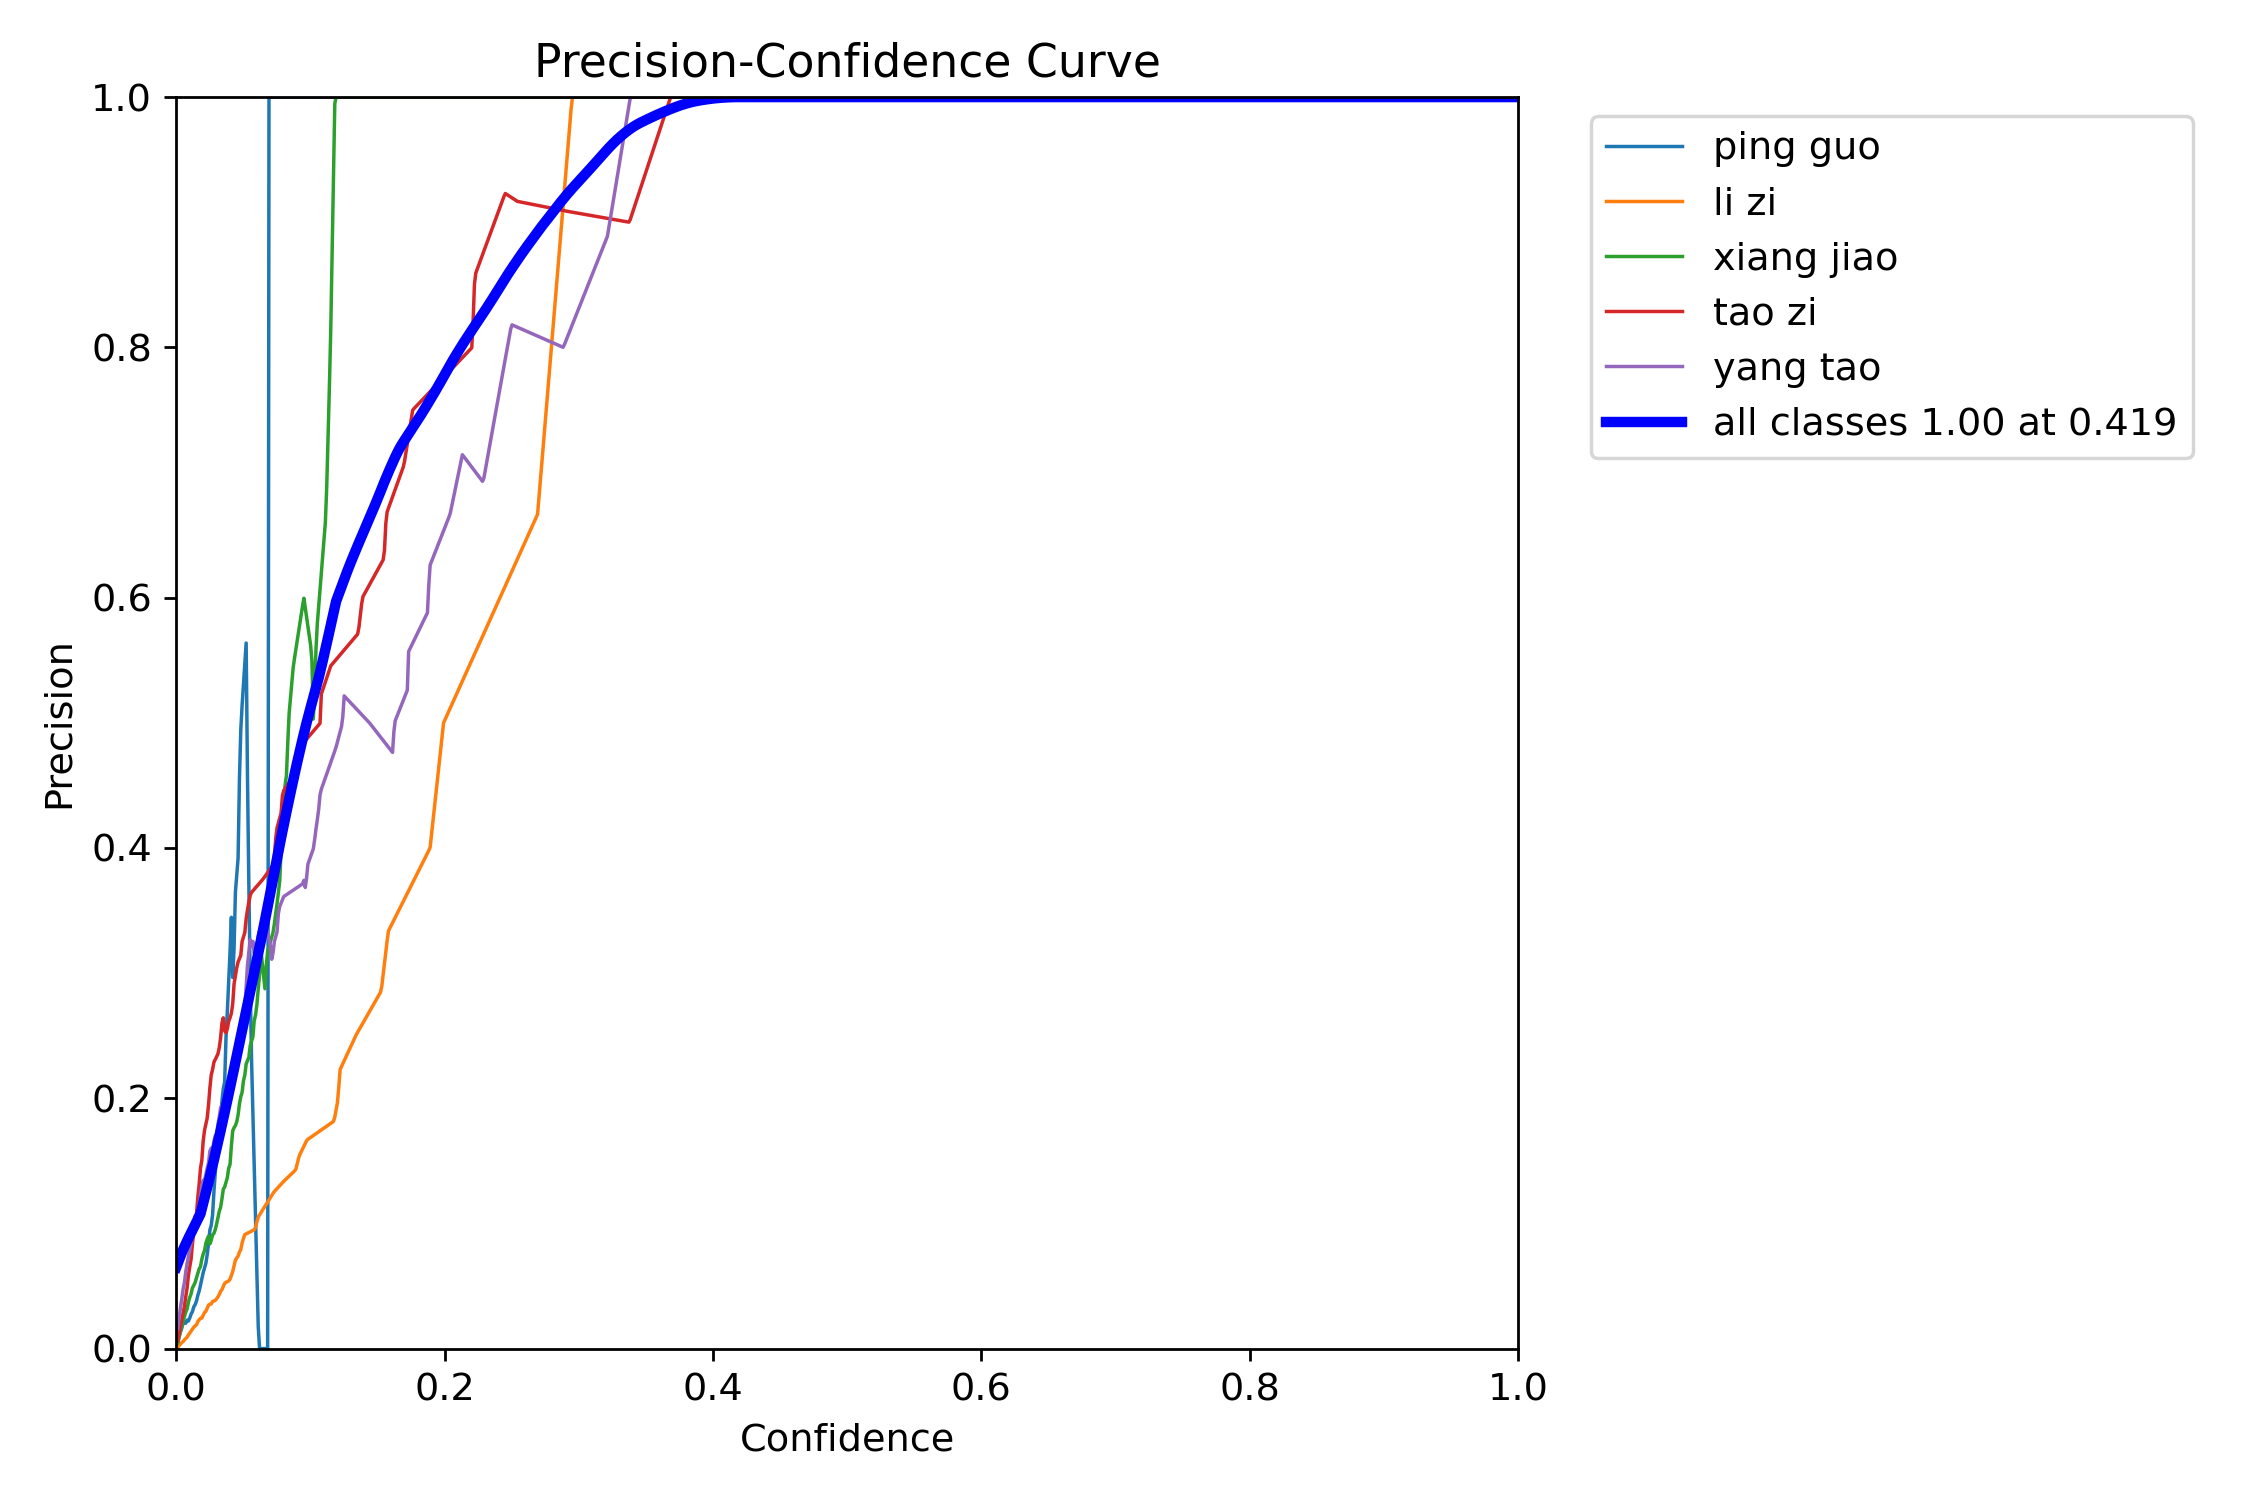 Precision-Confidence Curve
1.0
0.8
0.6
0.4
0.2
0.0
Precision
0.0 0.2 0.4 0.6 0.8 1.0
Confidence
ping guo
li zi
xiang jiao
tao zi
yang tao
all classes 1.00 at 0.419